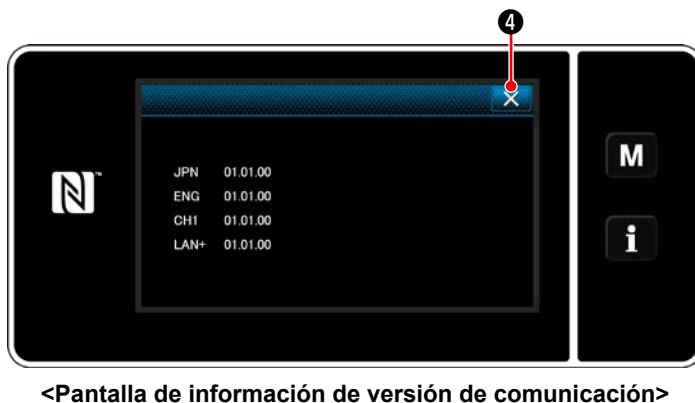 ❹
JPN 01.01.00
M
ENG 01.01.00
CH1 01.01.00
i
LAN+ 01.01.00
<Pantalla de información de versión de comunicación>